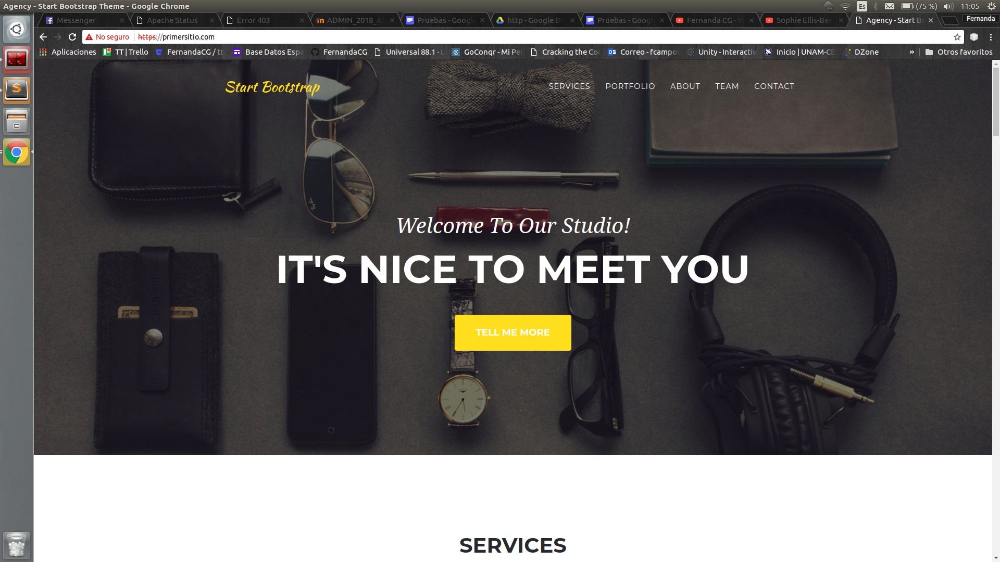 Agency - Start Bootstrap Theme - Google Chrome
Es (75 %) 11:05
Messenger
Apache Status
Error 403
ADMIN_2018_A
Pruebas - Googl
http - Google Dr
Pruebas - Googl
Fernanda CG - Y
Sophie Ellis-Bex
Agency - Start B
Fernanda
No seguro https://primersitio.com
Aplicaciones
TT | Trello
FernandaCG / tt
Base Datos Espa
FernandaCG
Universal 88.1 - L
GoConqr - Mi Per
Cracking the Co
Correo - fcampos
Unity - Interactiv
Inicio | UNAM-CE
DZone
» Otros favoritos
Start Bootstrap
SERVICES PORTFOLIO ABOUT TEAM CONTACT
Welcome To Our Studio!
IT'S NICE TO MEET YOU
TELL ME MORE
SERVICES